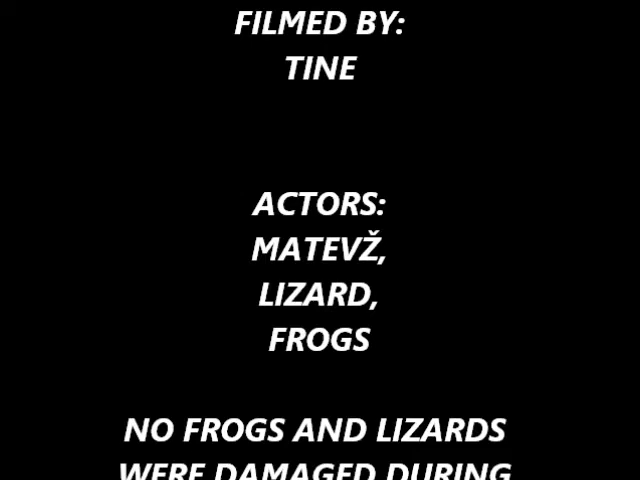 FILMED BY:
TINE
ACTORS:
MATEVŽ,
LIZARD,
FROGS
NO FROGS AND LIZARDS
WERE DAMAGED DURING